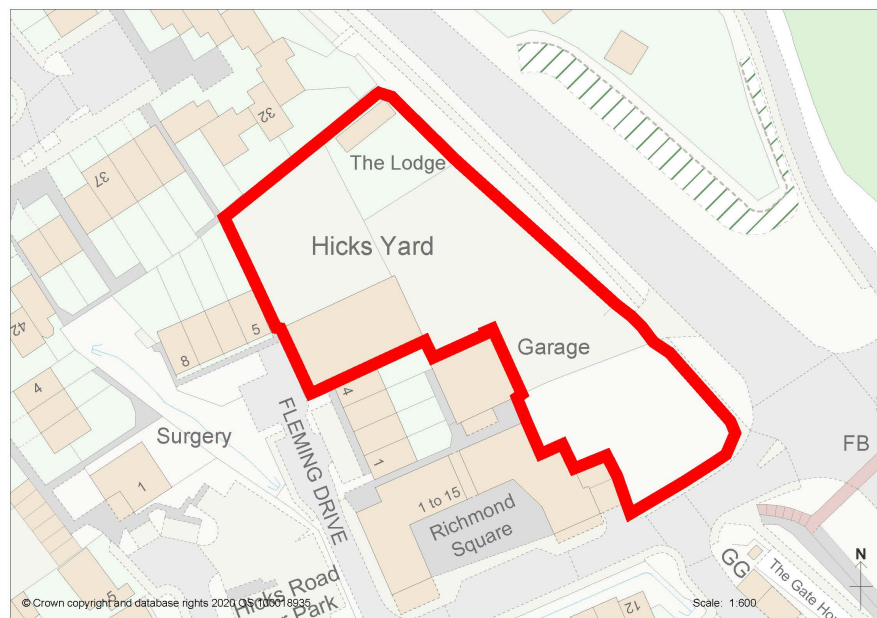 32
37
The Lodge
Hicks Yard
5
8
42
Garage
4
4
Surgery
FLEMING DRIVE
1
FB
1
1 to 15
Richmond
Square
N
GG
The Gate
Hicks Road
Park
5
12
© Crown copyright and database rights 2020 OS 100018935
Scale: 1:600